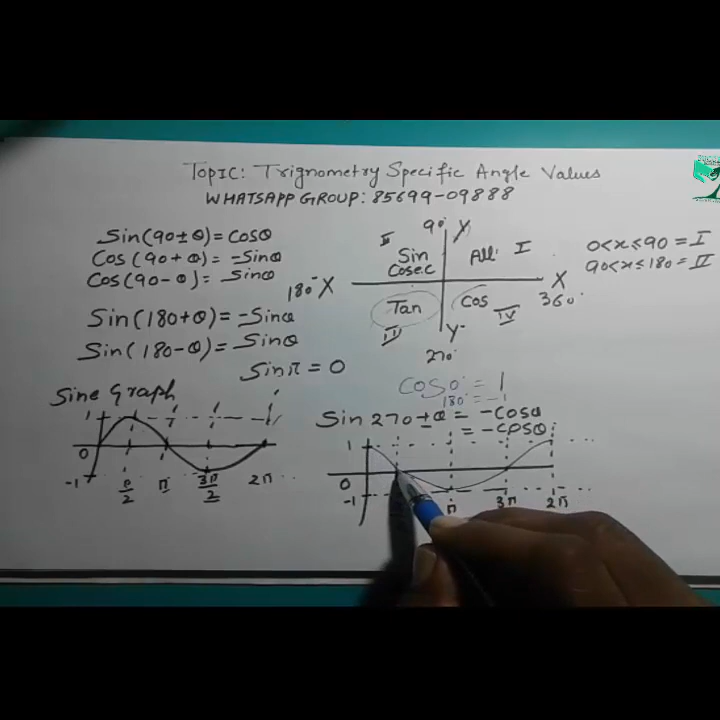 Topic: Trignometry Specific Angle Values
WHATSAPP GROUP: 85699-09888
Sin(90±θ) = Cosθ
Cos(90+θ) = -Sinθ
Cos(90-θ) = Sinθ
Sin(180+θ) = -Sinθ
Sin(180-θ) = Sinθ
Sinπ = 0
90° Y
II Sin Cosec
All I
180° X
X 360°
Tan III
Cos IV
Y-
270°
0<x≤90 = I
90<x≤180 = II
Cos0° = 1
180° = -1
Sin 270±θ = -Cosθ
= -Cosθ
Sine Graph
1
0
-1
π/2 π 3π/2 2π
1
0
-1
π 3π 2π